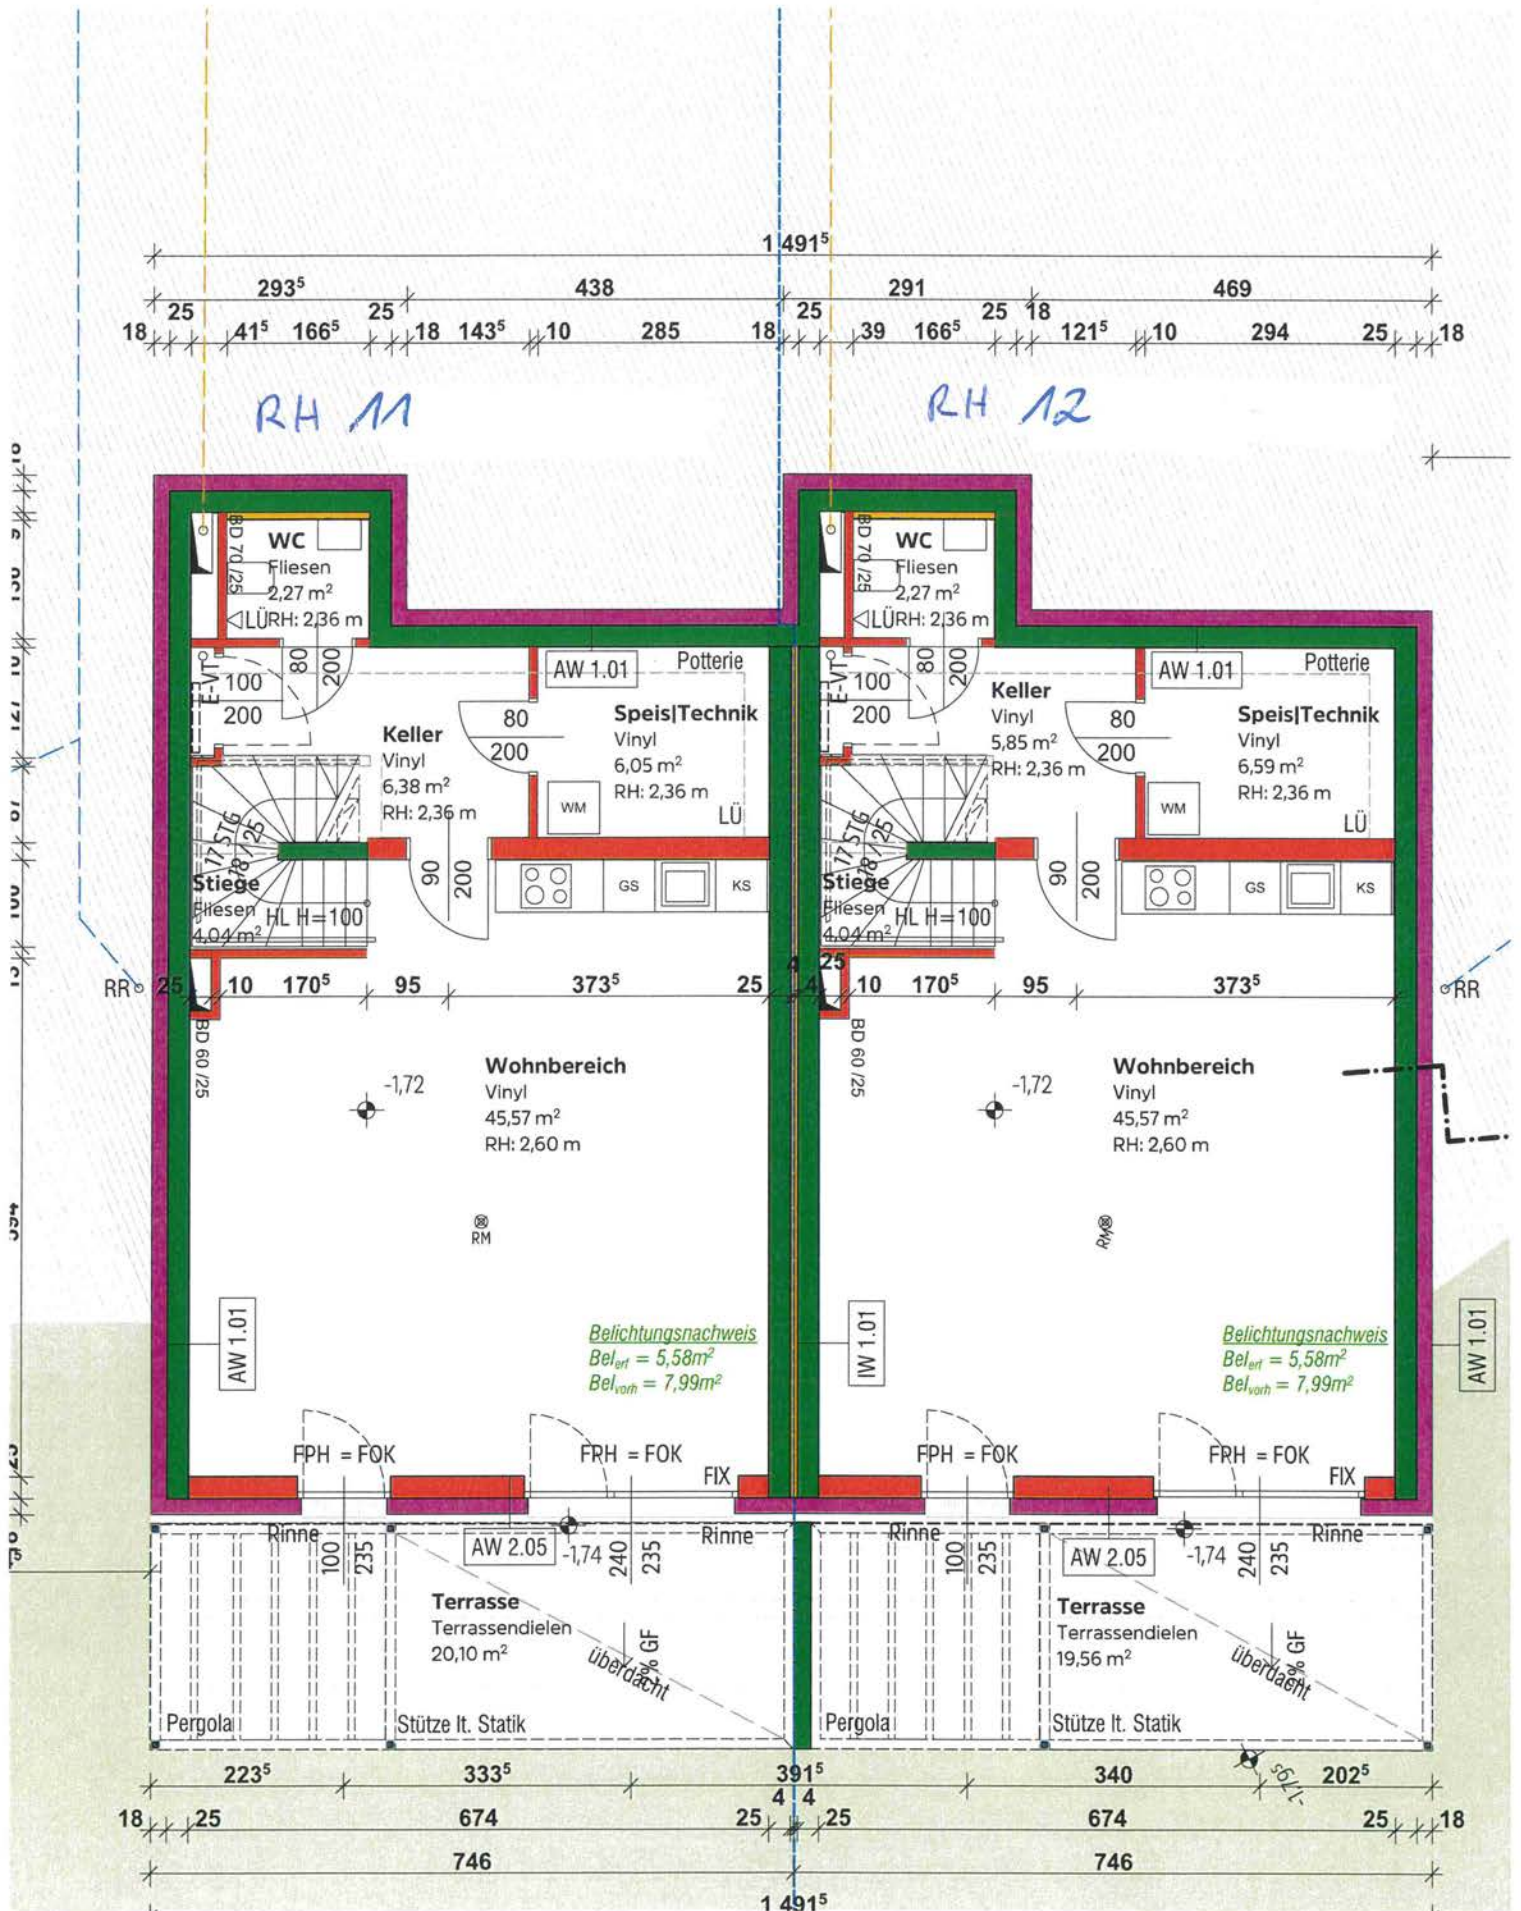 1 491⁵
293⁵ 438 291 469
25 25 25 25 18
18 41⁵ 166⁵ 18 143⁵ 10 285 18 39 166⁵ 121⁵ 10 294 25 18
RH 11
RH 12
BD 70 /25
WC
Fliesen
2,27 m²
LÜ RH: 2,36 m
80
200
E-VT
100
200
Keller
Vinyl
6,38 m²
RH: 2,36 m
AW 1.01
Potterie
80
200
Speis|Technik
Vinyl
6,05 m²
RH: 2,36 m
WM
LÜ
17 STG
18 / 25
Stiege
Fliesen
4,04 m²
HL H=100
90
200
GS
KS
BD 70 /25
WC
Fliesen
2,27 m²
LÜ RH: 2,36 m
80
200
E-VT
100
200
Keller
Vinyl
5,85 m²
RH: 2,36 m
AW 1.01
Potterie
80
200
Speis|Technik
Vinyl
6,59 m²
RH: 2,36 m
WM
LÜ
17 STG
18 / 25
Stiege
Fliesen
4,04 m²
HL H=100
90
200
GS
KS
RR
25 10 170⁵ 95 373⁵ 25 4 4 25 10 170⁵ 95 373⁵
RR
BD 60 /25
BD 60 /25
-1,72
Wohnbereich
Vinyl
45,57 m²
RH: 2,60 m
RM
-1,72
Wohnbereich
Vinyl
45,57 m²
RH: 2,60 m
RM
AW 1.01
Belichtungsnachweis
Bel_erf = 5,58m²
Bel_vorh = 7,99m²
IW 1.01
Belichtungsnachweis
Bel_erf = 5,58m²
Bel_vorh = 7,99m²
AW 1.01
FPH = FOK
FPH = FOK
FIX
FPH = FOK
FPH = FOK
FIX
Rinne
100
235
AW 2.05
-1,74
240
235
Rinne
Terrasse
Terrassendielen
20,10 m²
überdacht
2% GF
Pergola
Stütze lt. Statik
Rinne
100
235
AW 2.05
-1,74
240
235
Rinne
Terrasse
Terrassendielen
19,56 m²
überdacht
2% GF
Pergola
Stütze lt. Statik
-1,79⁵
223⁵ 333⁵ 391⁵ 340 202⁵
18 25 674 25 4 4 25 674 25 18
746 746
1 491⁵